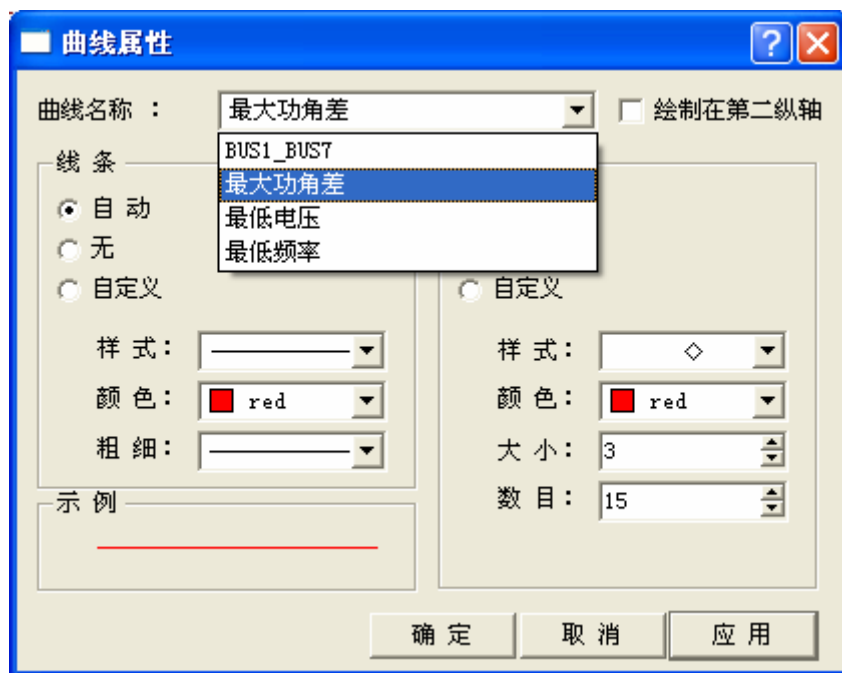 曲线属性
曲线名称 ： 最大功角差 绘制在第二纵轴
BUS1_BUS7
最大功角差
最低电压
最低频率
线 条
自 动
无
自定义
样 式：
颜 色： red
粗 细：
示 例
自定义
样 式：
颜 色： red
大 小： 3
数 目： 15
确 定 取 消 应 用